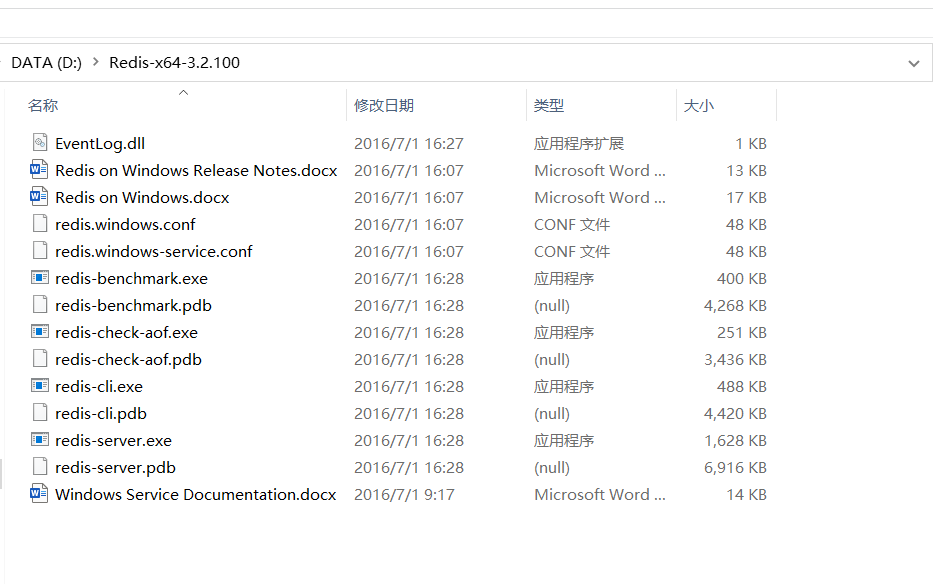 DATA (D:) > Redis-x64-3.2.100
名称 修改日期 类型 大小
EventLog.dll 2016/7/1 16:27 应用程序扩展 1 KB
Redis on Windows Release Notes.docx 2016/7/1 16:07 Microsoft Word ... 13 KB
Redis on Windows.docx 2016/7/1 16:07 Microsoft Word ... 17 KB
redis.windows.conf 2016/7/1 16:07 CONF 文件 48 KB
redis.windows-service.conf 2016/7/1 16:07 CONF 文件 48 KB
redis-benchmark.exe 2016/7/1 16:28 应用程序 400 KB
redis-benchmark.pdb 2016/7/1 16:28 (null) 4,268 KB
redis-check-aof.exe 2016/7/1 16:28 应用程序 251 KB
redis-check-aof.pdb 2016/7/1 16:28 (null) 3,436 KB
redis-cli.exe 2016/7/1 16:28 应用程序 488 KB
redis-cli.pdb 2016/7/1 16:28 (null) 4,420 KB
redis-server.exe 2016/7/1 16:28 应用程序 1,628 KB
redis-server.pdb 2016/7/1 16:28 (null) 6,916 KB
Windows Service Documentation.docx 2016/7/1 9:17 Microsoft Word ... 14 KB